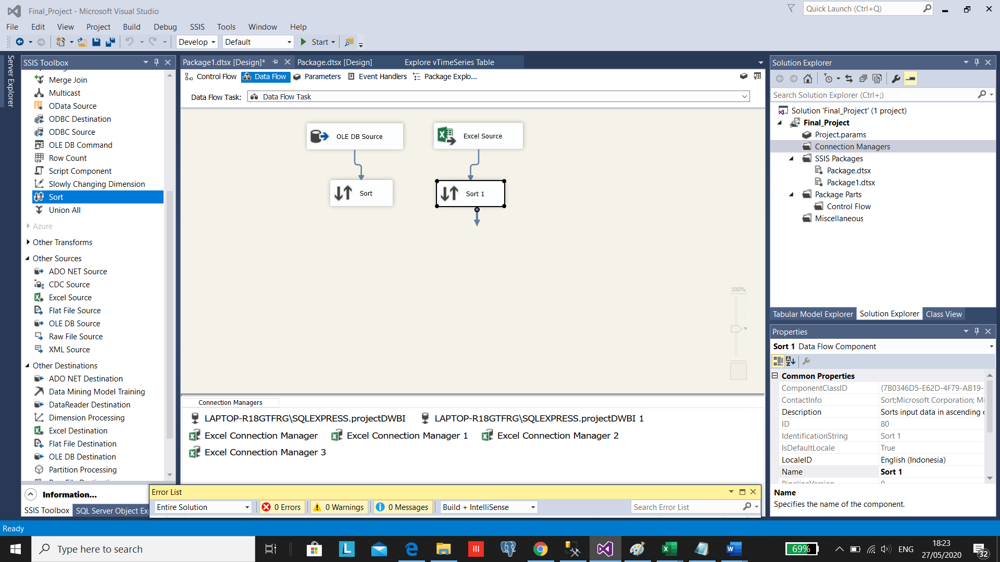 Final_Project - Microsoft Visual Studio
Quick Launch (Ctrl+Q)
File Edit View Project Build Debug SSIS Tools Window Help
Develop Default Start
Server Explorer
SSIS Toolbox
Merge Join
Multicast
OData Source
ODBC Destination
ODBC Source
OLE DB Command
Row Count
Script Component
Slowly Changing Dimension
Sort
Union All
Azure
Other Transforms
Other Sources
ADO NET Source
CDC Source
Excel Source
Flat File Source
OLE DB Source
Raw File Source
XML Source
Other Destinations
ADO NET Destination
Data Mining Model Training
DataReader Destination
Dimension Processing
Excel Destination
Flat File Destination
OLE DB Destination
Partition Processing
Information...
SSIS Toolbox SQL Server Object Ex
Package1.dtsx [Design]* Package.dtsx [Design] Explore vTimeSeries Table
Control Flow Data Flow Parameters Event Handlers Package Explo...
Data Flow Task: Data Flow Task
OLE DB Source
Excel Source
Sort
Sort 1
100%
Connection Managers
LAPTOP-R18GTFRG\SQLEXPRESS.projectDWBI LAPTOP-R18GTFRG\SQLEXPRESS.projectDWBI 1
Excel Connection Manager Excel Connection Manager 1 Excel Connection Manager 2
Excel Connection Manager 3
Error List
Entire Solution 0 Errors 0 Warnings 0 Messages Build + IntelliSense Search Error List
Solution Explorer
Search Solution Explorer (Ctrl+;)
Solution 'Final_Project' (1 project)
Final_Project
Project.params
Connection Managers
SSIS Packages
Package.dtsx
Package1.dtsx
Package Parts
Control Flow
Miscellaneous
Tabular Model Explorer Solution Explorer Class View
Properties
Sort 1 Data Flow Component
Common Properties
ComponentClassID {7B0346D5-E62D-4F79-AB19-
ContactInfo Sort;Microsoft Corporation; Mi
Description Sorts input data in ascending
ID 80
IdentificationString Sort 1
IsDefaultLocale True
LocaleID English (Indonesia)
Name Sort 1
PipelineVersion 0
Name
Specifies the name of the component.
Ready
Type here to search
69%
ENG
18:23
27/05/2020
32